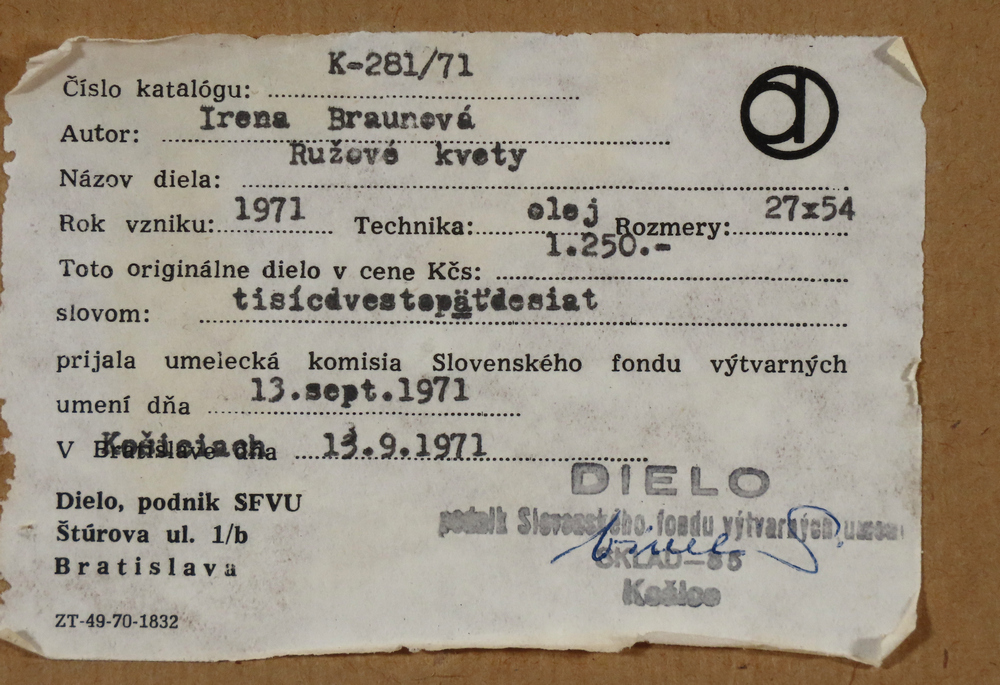 K-281/71
Číslo katalógu:
Irena Braunová
Autor:
Ružové kvety
Názov diela:
Rok vzniku: 1971 Technika: olej Rozmery: 27x54
1.250.-
Toto originálne dielo v cene Kčs:
tisícdvestopäťdesiat
slovom:
prijala umelecká komisia Slovenského fondu výtvarných
13.sept.1971
umení dňa
V Bratislave Košiciach dňa 13.9.1971
DIELO
Dielo, podnik SFVU
podnik Slovenského fondu výtvarných umení
Štúrova ul. 1/b
SKLAD-85
Bratislava
Košice
ZT-49-70-1832